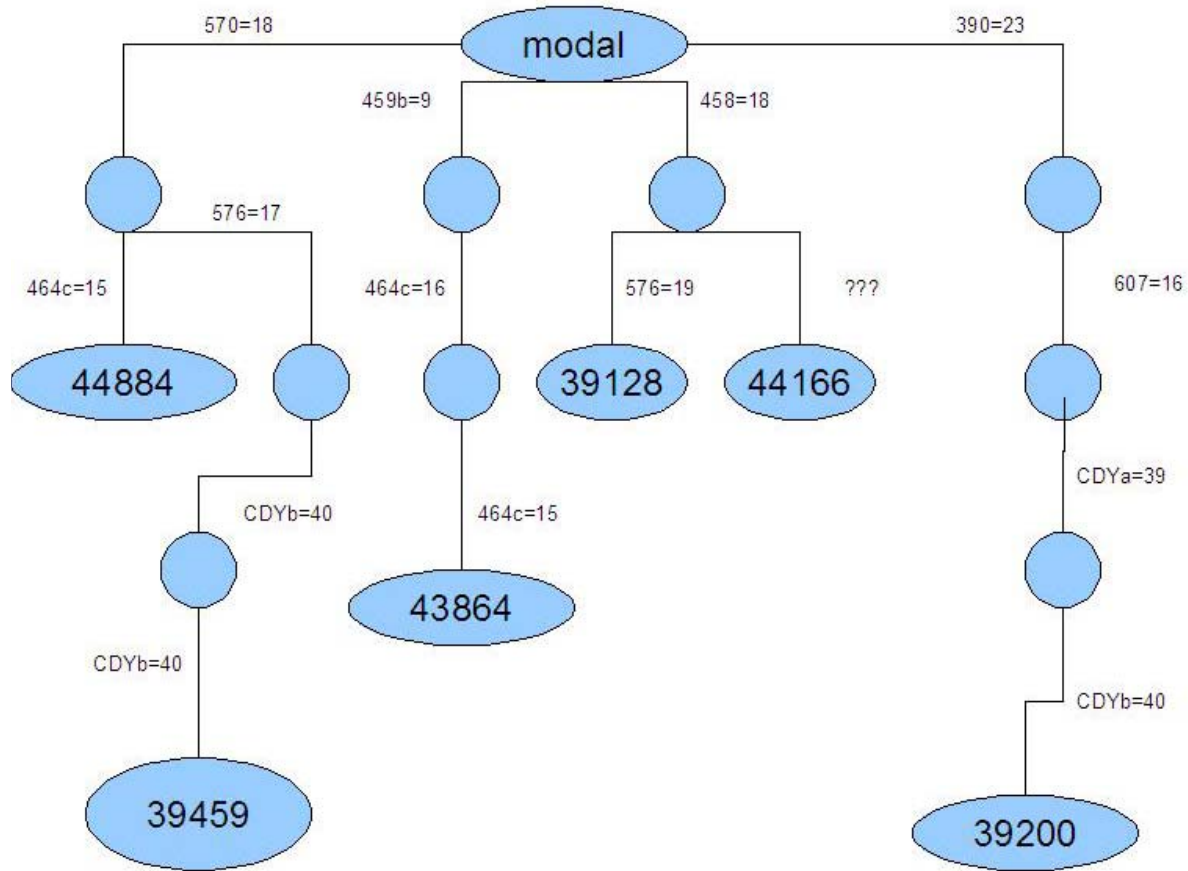 570=18
modal
390=23
459b=9
458=18
576=17
464c=15
464c=16
576=19
???
607=16
44884
39128
44166
CDYa=39
CDYb=40
464c=15
43864
CDYb=40
CDYb=40
39459
39200